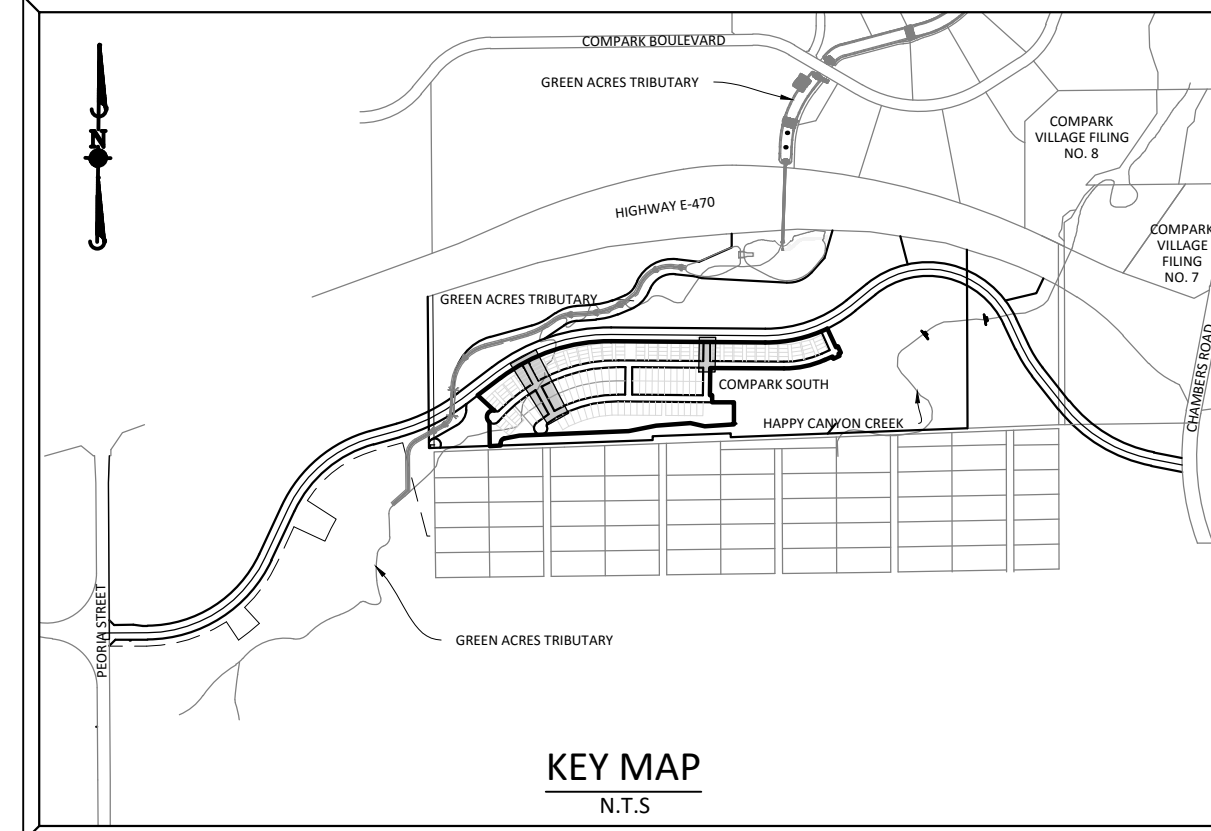 COMPARK BOULEVARD
GREEN ACRES TRIBUTARY
N
COMPARK
VILLAGE FILING
NO. 8
HIGHWAY E-470
COMPARK
VILLAGE
FILING
NO. 7
GREEN ACRES TRIBUTARY
CHAMBERS ROAD
COMPARK SOUTH
HAPPY CANYON CREEK
PEORIA STREET
GREEN ACRES TRIBUTARY
KEY MAP
N.T.S